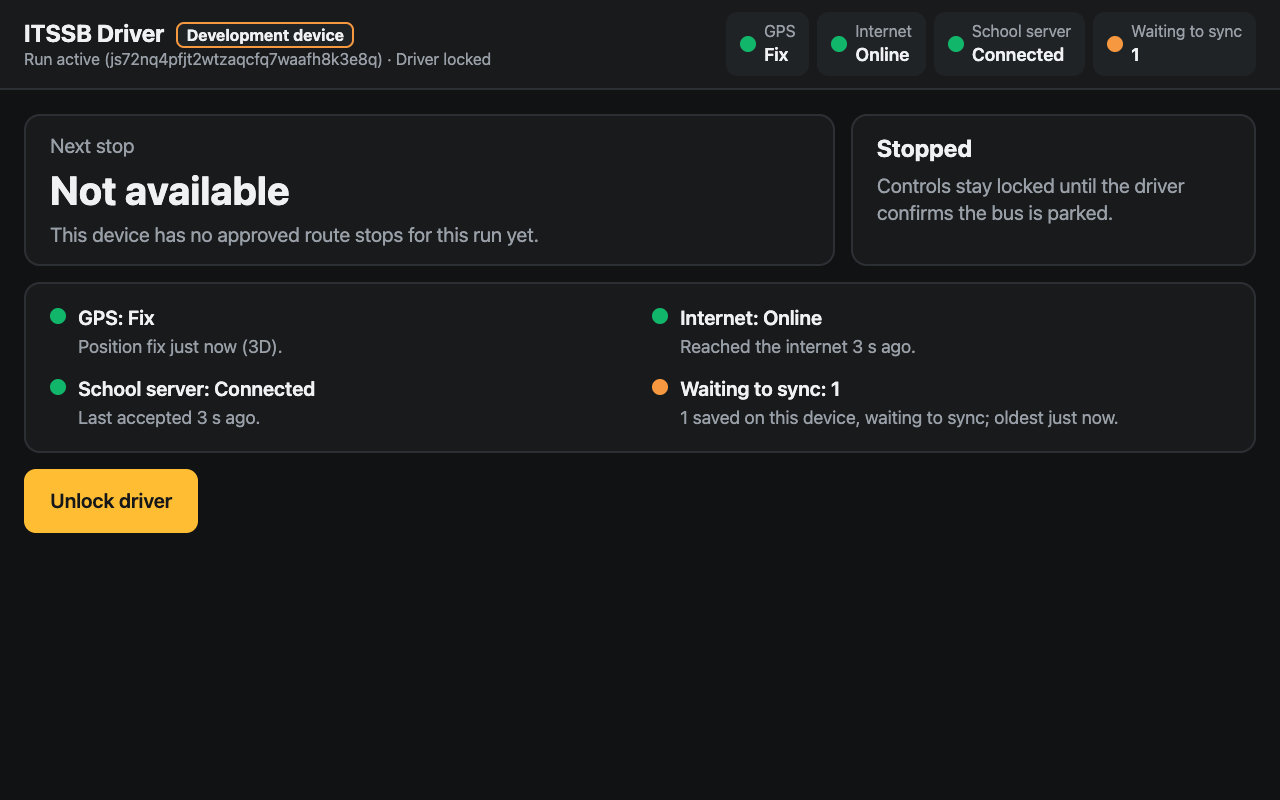 ITSSB Driver
Development device
Run active (js72nq4pfjt2wtzaqcfq7waafh8k3e8q) · Driver locked
GPS
Fix
Internet
Online
School server
Connected
Waiting to sync
1
Next stop
Not available
This device has no approved route stops for this run yet.
Stopped
Controls stay locked until the driver
confirms the bus is parked.
GPS: Fix
Position fix just now (3D).
Internet: Online
Reached the internet 3 s ago.
School server: Connected
Last accepted 3 s ago.
Waiting to sync: 1
1 saved on this device, waiting to sync; oldest just now.
Unlock driver